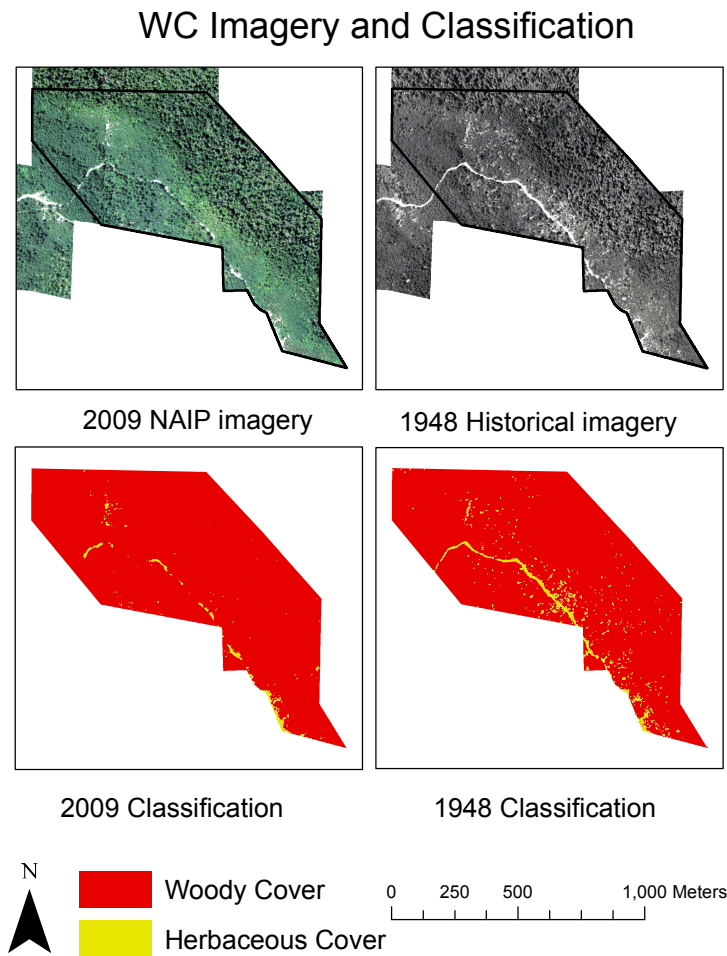 WC Imagery and Classification
2009 NAIP imagery
1948 Historical imagery
2009 Classification
1948 Classification
N
Woody Cover
Herbaceous Cover
0 250 500 1,000 Meters